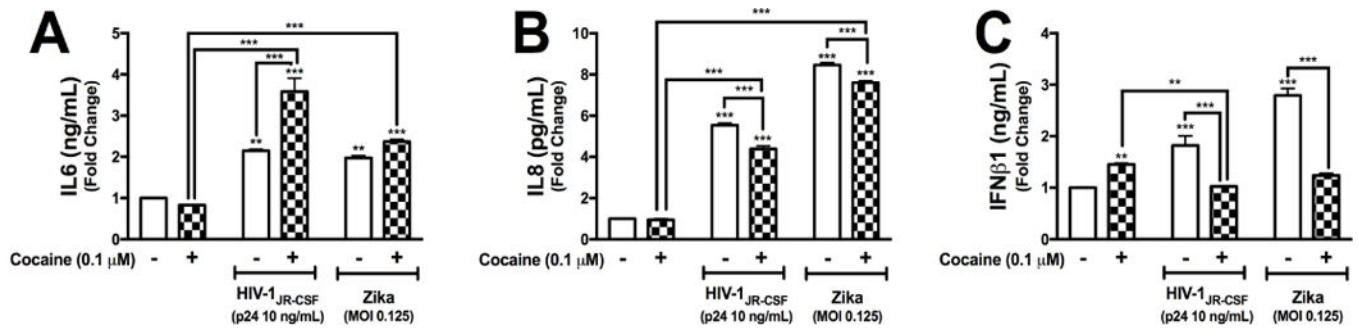 A
IL6 (ng/mL)
(Fold Change)
5
4
3
2
1
0
***
***
***
***
**
**
***
Cocaine (0.1 μM)
- + - + - +
HIV-1JR-CSF
(p24 10 ng/mL)
Zika
(MOI 0.125)
B
IL8 (pg/mL)
(Fold Change)
10
8
6
4
2
0
***
***
***
***
***
***
***
***
Cocaine (0.1 μM)
- + - + - +
HIV-1JR-CSF
(p24 10 ng/mL)
Zika
(MOI 0.125)
C
IFNβ1 (ng/mL)
(Fold Change)
4
3
2
1
0
***
***
**
***
***
**
Cocaine (0.1 μM)
- + - + - +
HIV-1JR-CSF
(p24 10 ng/mL)
Zika
(MOI 0.125)